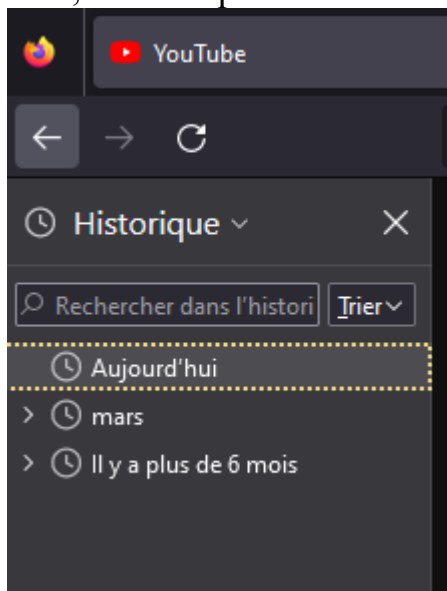 YouTube
Historique
Rechercher dans l'histori Trier
Aujourd'hui
mars
Il y a plus de 6 mois